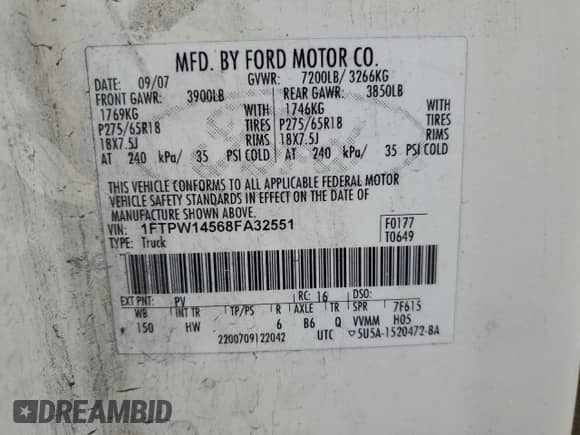 MFD. BY FORD MOTOR CO.
DATE: 09/07 GVWR: 7200LB/ 3266KG
FRONT GAWR: 3900LB REAR GAWR: 3850LB
1769KG WITH 1746KG WITH
P275/65R18 TIRES P275/65R18 TIRES
18X7.5J RIMS 18X7.5J RIMS
AT 240 kPa/ 35 PSI COLD AT 240 kPa/ 35 PSI COLD
THIS VEHICLE CONFORMS TO ALL APPLICABLE FEDERAL MOTOR
VEHICLE SAFETY STANDARDS IN EFFECT ON THE DATE OF
MANUFACTURE SHOWN ABOVE.
VIN: 1FTPW14568FA32551 F0177
TYPE: Truck T0649
EXT PNT: PV RC: 16 DSO:
WB INT TR TP/PS R AXLE TR SPR 7F615
150 HW 6 B6 Q VVMM H05
2200709122042 UTC 5U5A-1520472-BA
DREAMBID